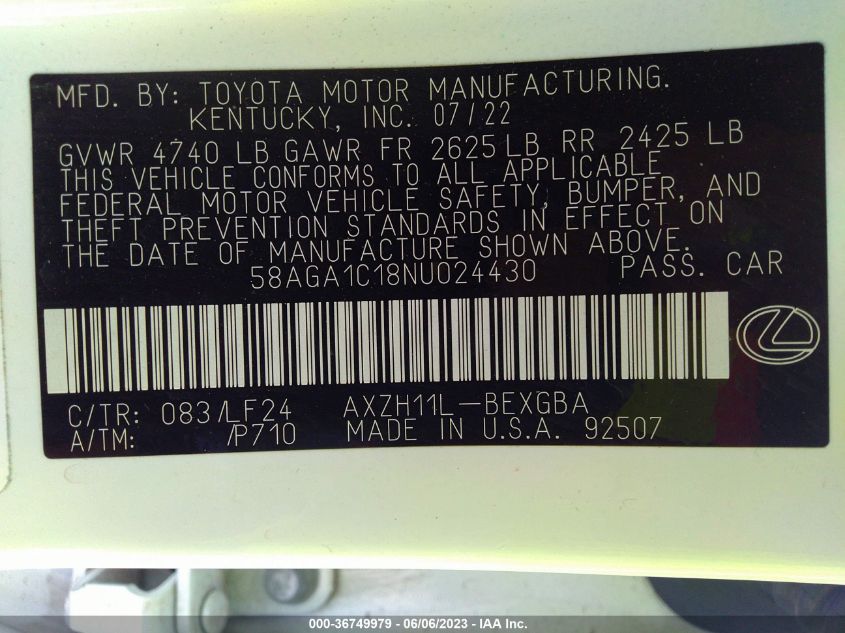 MFD. BY: TOYOTA MOTOR MANUFACTURING.
KENTUCKY, INC. 07/22
GVWR 4740 LB GAWR FR 2625 LB RR 2425 LB
THIS VEHICLE CONFORMS TO ALL APPLICABLE
FEDERAL MOTOR VEHICLE SAFETY, BUMPER, AND
THEFT PREVENTION STANDARDS IN EFFECT ON
THE DATE OF MANUFACTURE SHOWN ABOVE.
58AGA1C18NU024430 PASS. CAR
C/TR: 083/LF24 AXZH11L-BEXGBA
A/TM: /P710 MADE IN U.S.A. 92507
000-36749979 - 06/06/2023 - IAA Inc.